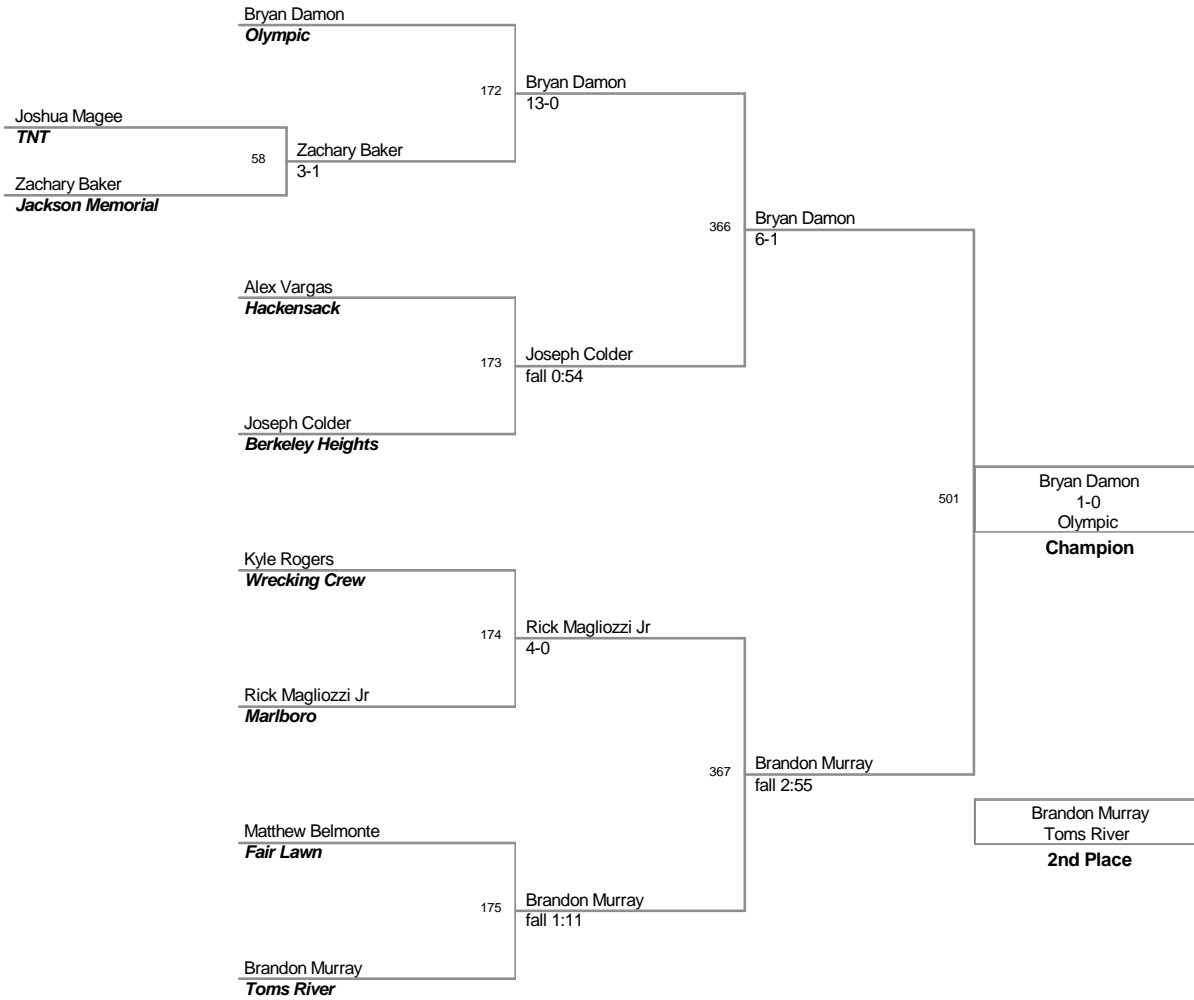 Bryan Damon
Olympic
172
Bryan Damon
13-0
Joshua Magee
TNT
58
Zachary Baker
3-1
Zachary Baker
Jackson Memorial
366
Bryan Damon
6-1
Alex Vargas
Hackensack
173
Joseph Colder
fall 0:54
Joseph Colder
Berkeley Heights
501
Bryan Damon
1-0
Olympic
Champion
Kyle Rogers
Wrecking Crew
174
Rick Magliozzi Jr
4-0
Rick Magliozzi Jr
Marlboro
367
Brandon Murray
fall 2:55
Brandon Murray
Toms River
2nd Place
Matthew Belmonte
Fair Lawn
175
Brandon Murray
fall 1:11
Brandon Murray
Toms River